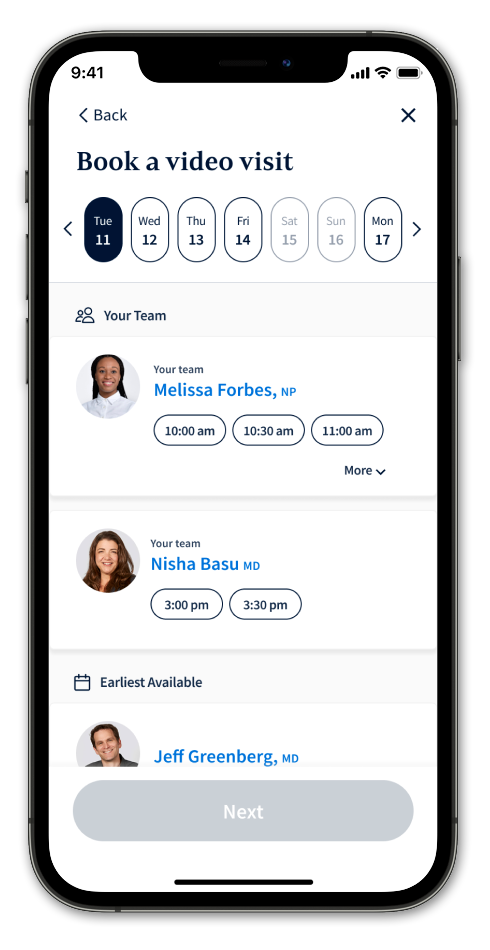 9:41
Back
Book a video visit
Tue Wed Thu Fri Sat Sun Mon
11 12 13 14 15 16 17
Your Team
Your team
Melissa Forbes, NP
10:00 am 10:30 am 11:00 am
More
Your team
Nisha Basu MD
3:00 pm 3:30 pm
Earliest Available
Jeff Greenberg, MD
Next